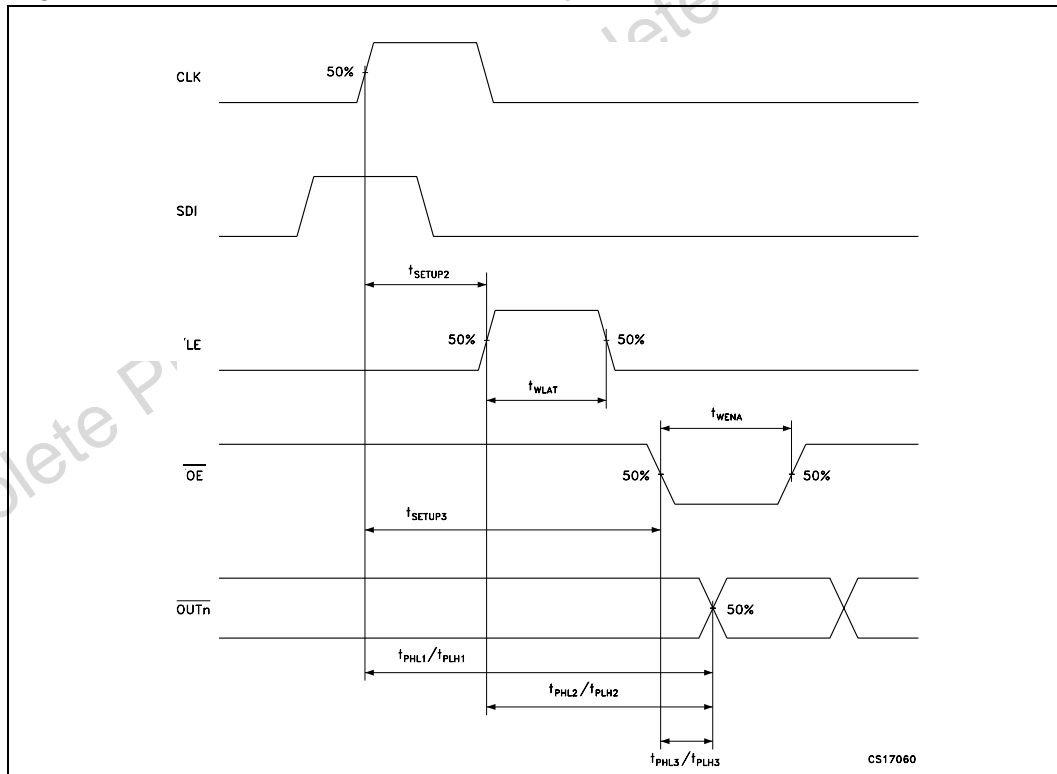 CLK
50%
SDI
tSETUP2
LE
50%
50%
tWLAT
tWENA
OE
50%
50%
tSETUP3
OUTn
50%
tPHL1/tPLH1
tPHL2/tPLH2
tPHL3/tPLH3
CS17060